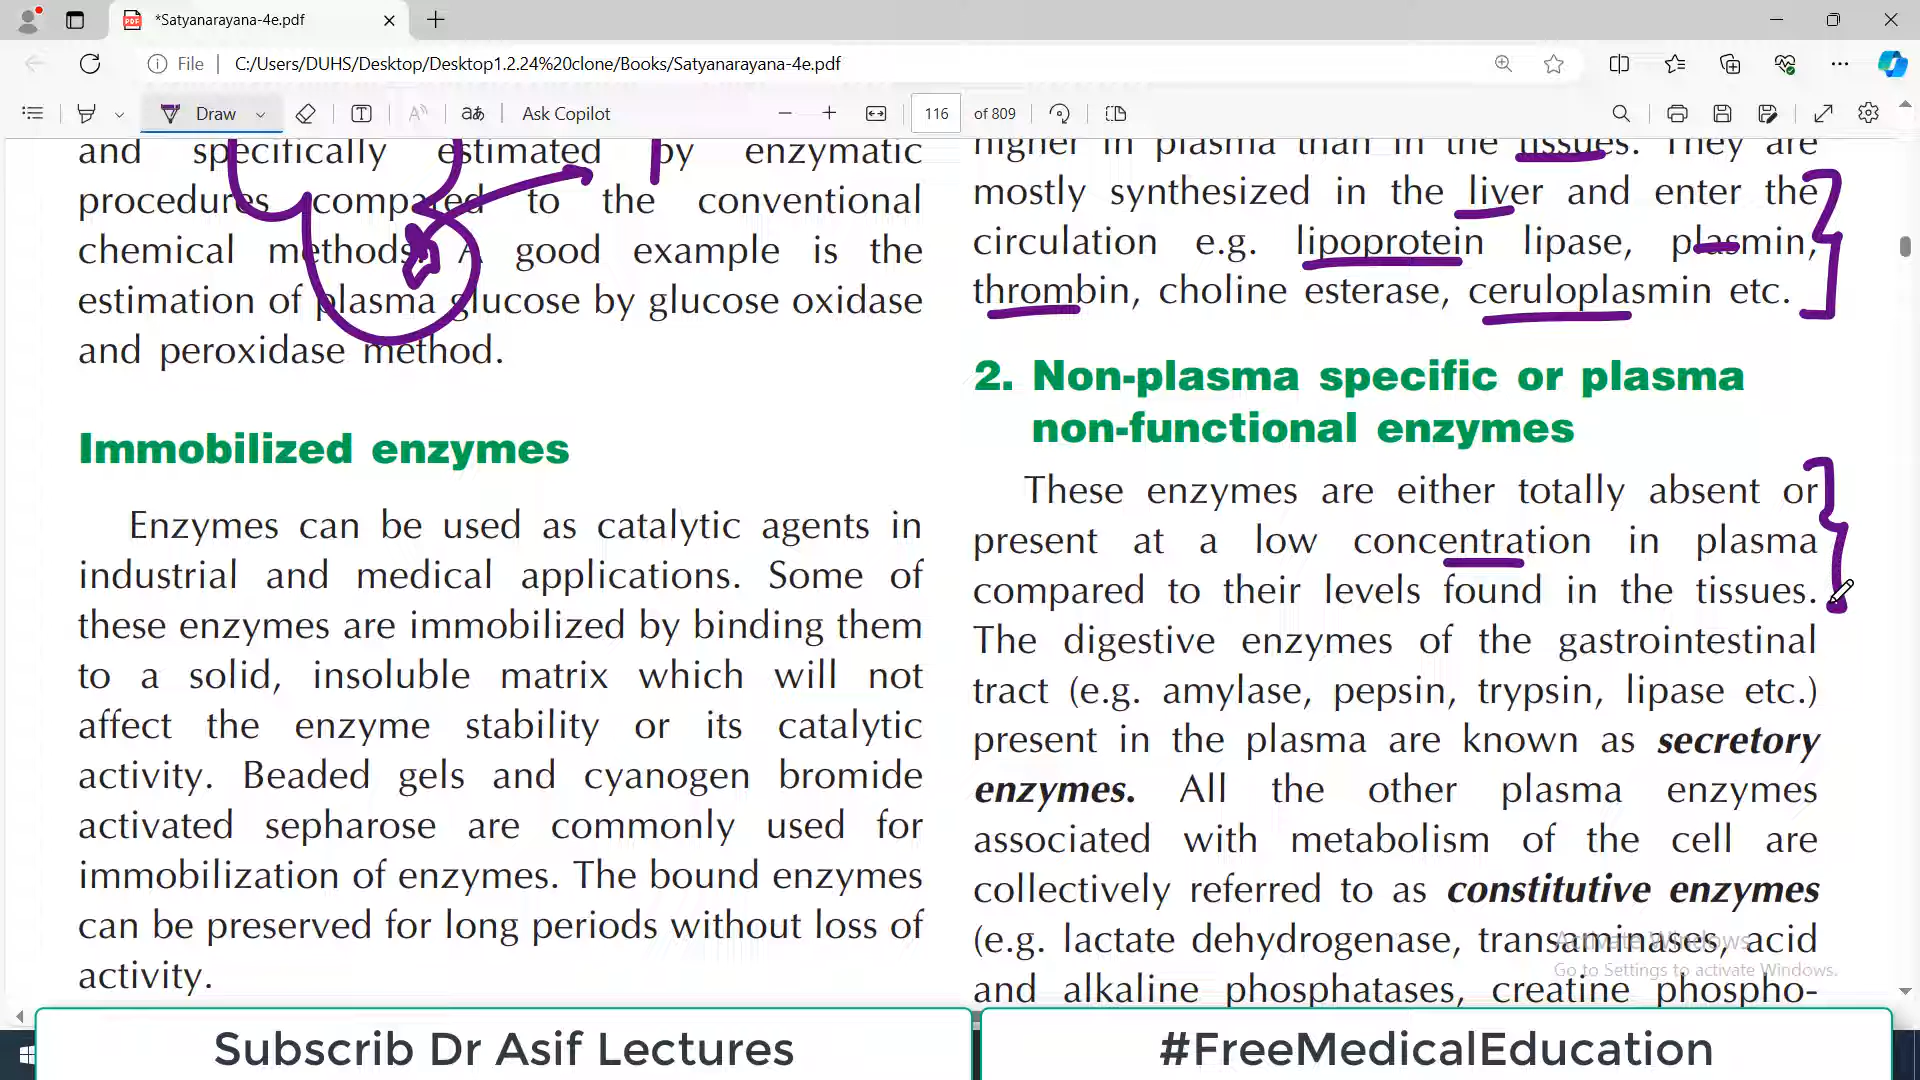 *Satyanarayana-4e.pdf
File
C:/Users/DUHS/Desktop/Desktop1.2.24%20clone/Books/Satyanarayana-4e.pdf
Draw
Ask Copilot
116 of 809
and specifically estimated by enzymatic
procedures compared to the conventional
chemical methods. A good example is the
estimation of plasma glucose by glucose oxidase
and peroxidase method.
Immobilized enzymes
Enzymes can be used as catalytic agents in
industrial and medical applications. Some of
these enzymes are immobilized by binding them
to a solid, insoluble matrix which will not
affect the enzyme stability or its catalytic
activity. Beaded gels and cyanogen bromide
activated sepharose are commonly used for
immobilization of enzymes. The bound enzymes
can be preserved for long periods without loss of
activity.
higher in plasma than in the tissues. They are
mostly synthesized in the liver and enter the
circulation e.g. lipoprotein lipase, plasmin,
thrombin, choline esterase, ceruloplasmin etc.
2. Non-plasma specific or plasma
non-functional enzymes
These enzymes are either totally absent or
present at a low concentration in plasma
compared to their levels found in the tissues.
The digestive enzymes of the gastrointestinal
tract (e.g. amylase, pepsin, trypsin, lipase etc.)
present in the plasma are known as secretory
enzymes. All the other plasma enzymes
associated with metabolism of the cell are
collectively referred to as constitutive enzymes
(e.g. lactate dehydrogenase, transaminases, acid
and alkaline phosphatases, creatine phospho-
Activate Windows
Go to Settings to activate Windows.
Subscrib Dr Asif Lectures
#FreeMedicalEducation